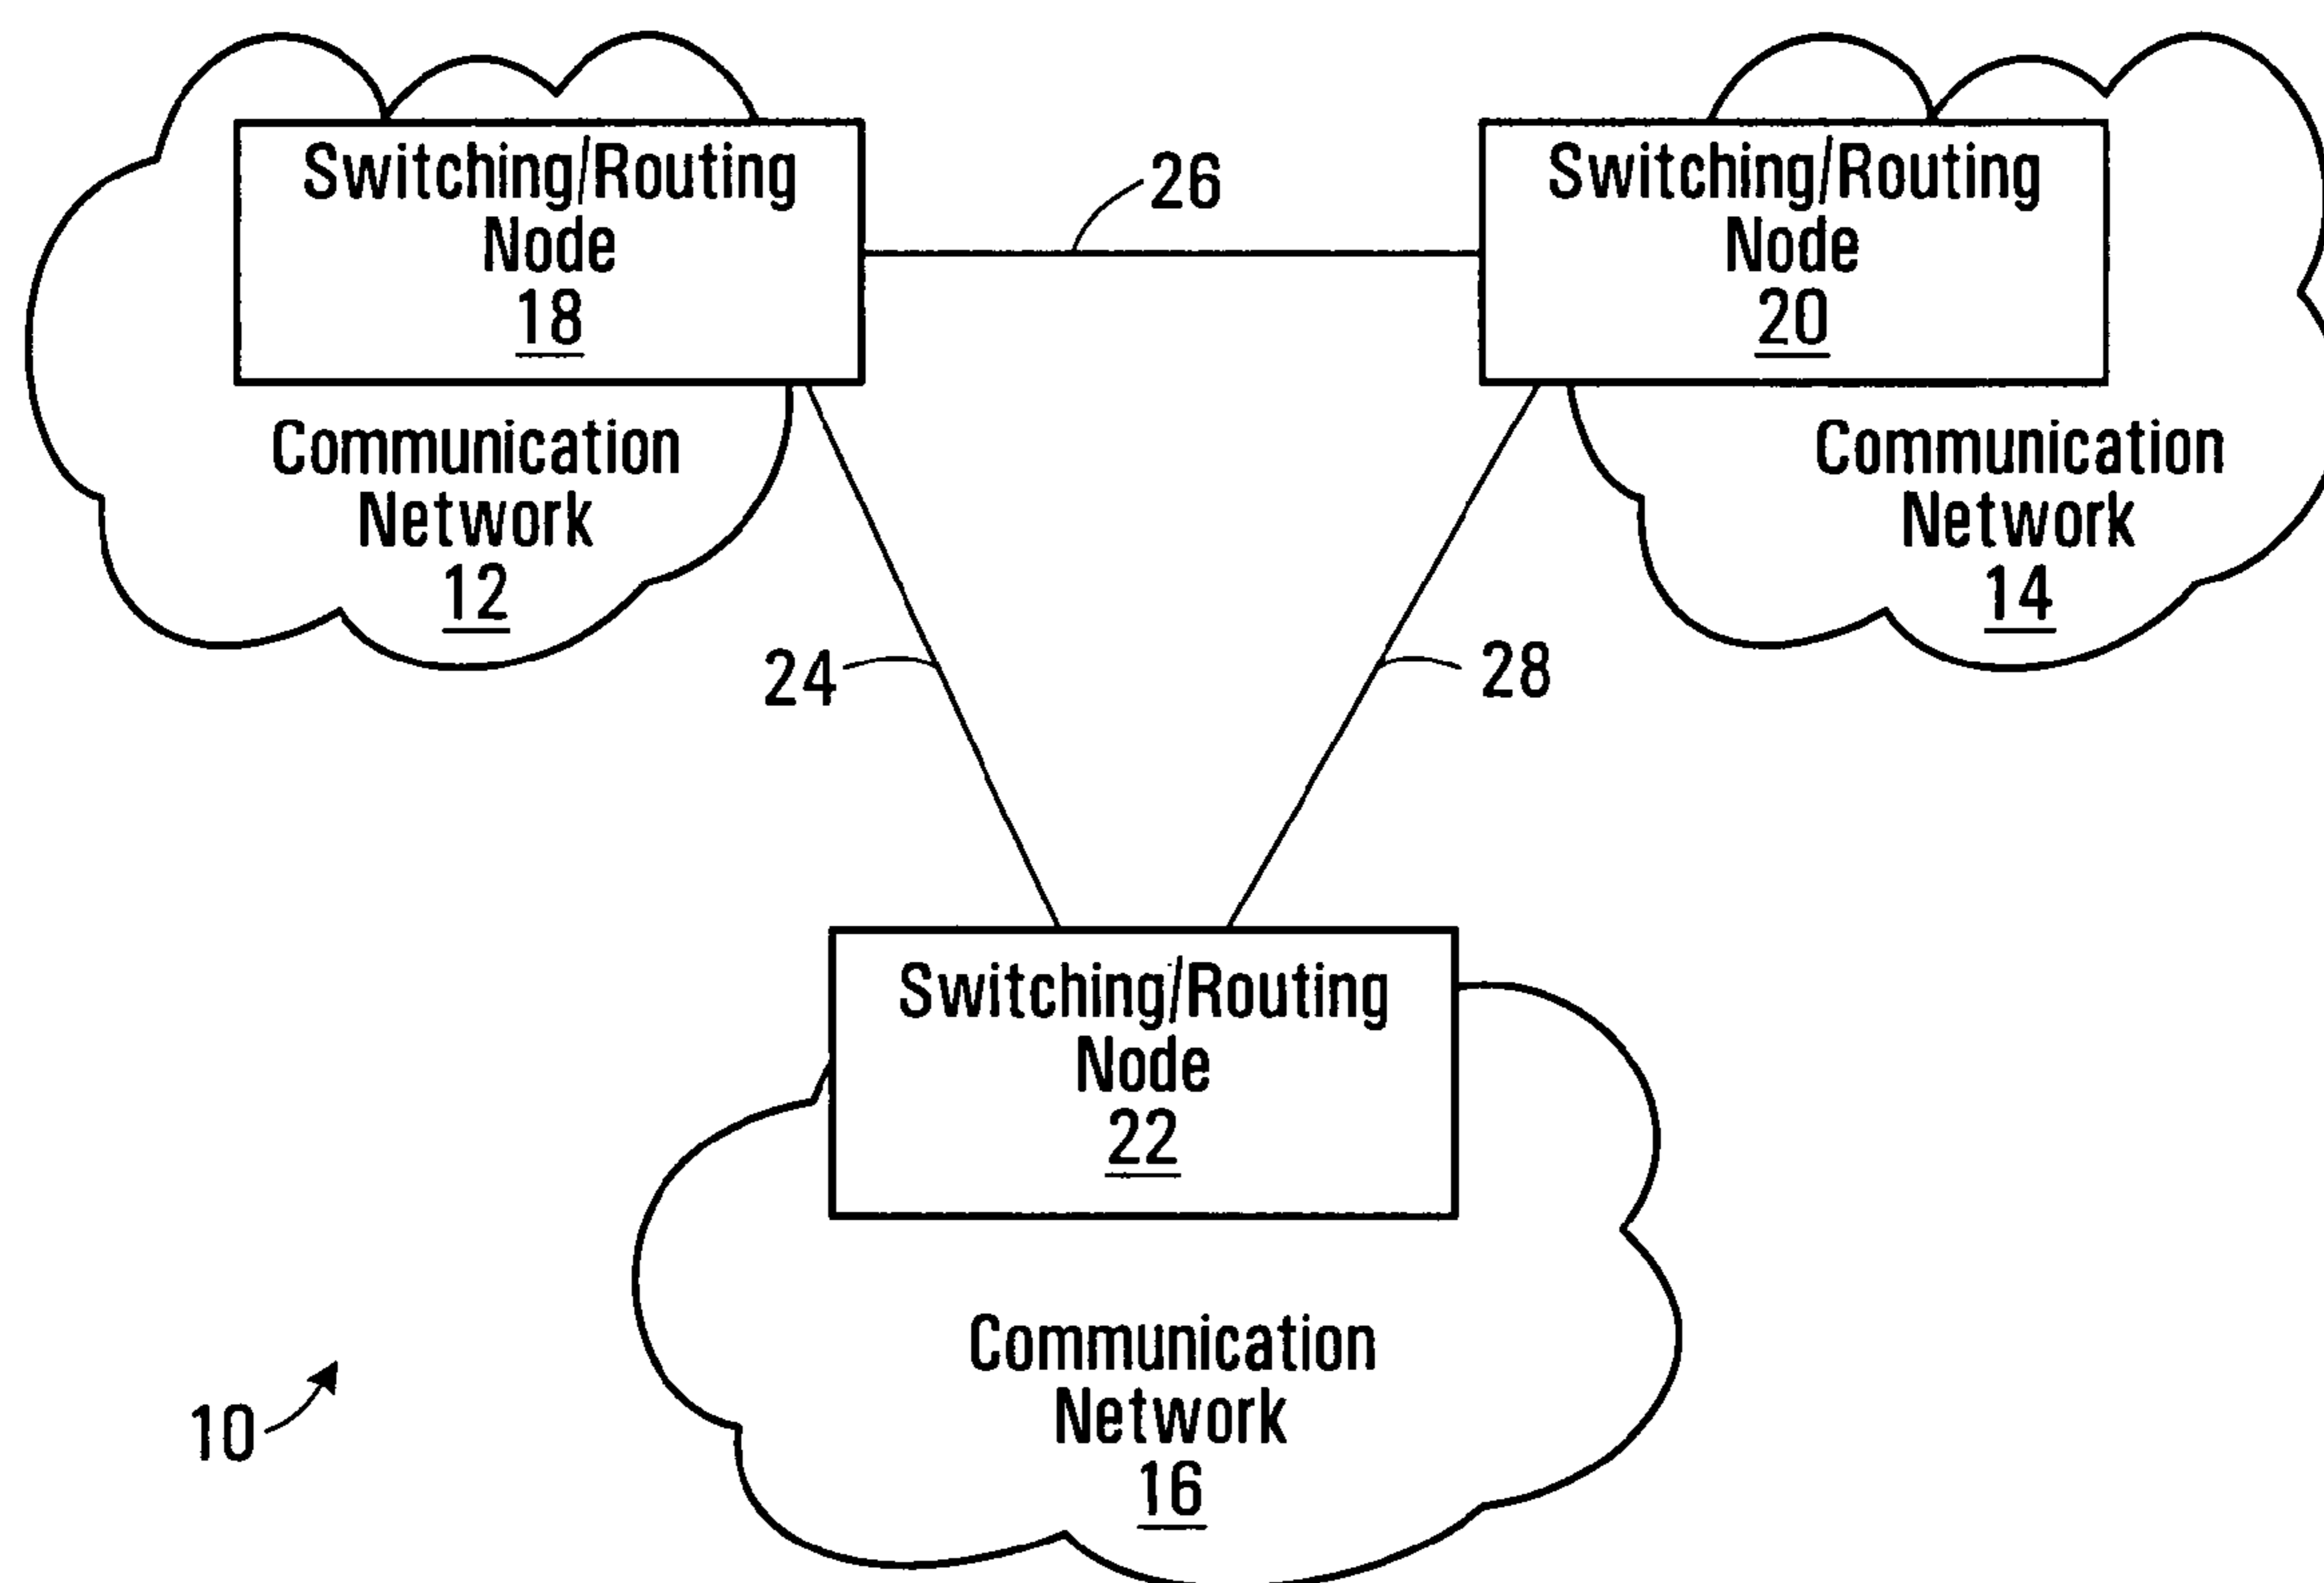 Switching/Routing
Node
18
26
Switching/Routing
Node
20
Communication
Network
12
Communication
Network
14
24
28
Switching/Routing
Node
22
Communication
Network
16
10